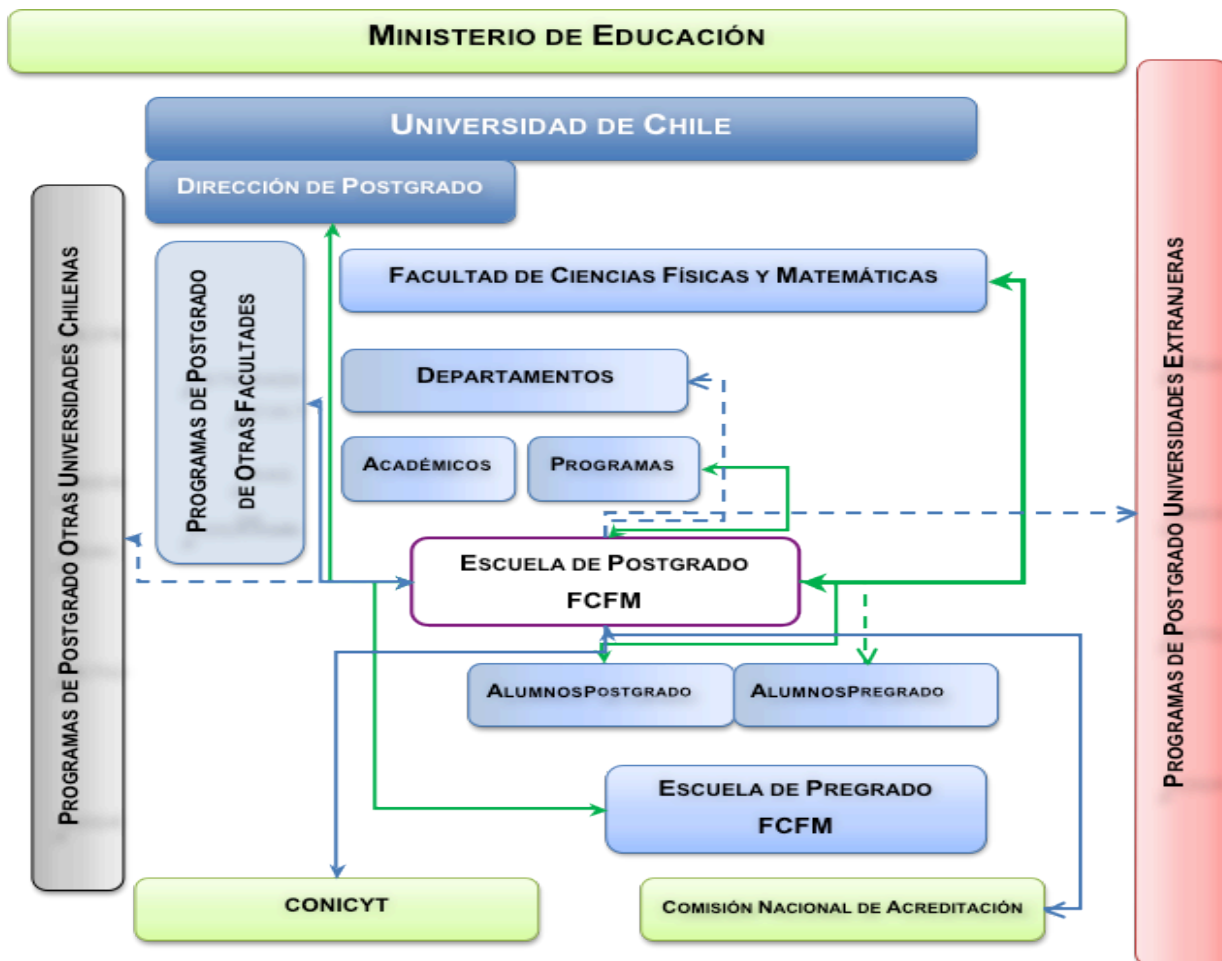 MINISTERIO DE EDUCACIÓN
UNIVERSIDAD DE CHILE
DIRECCIÓN DE POSTGRADO
PROGRAMAS DE POSTGRADO OTRAS UNIVERSIDADES CHILENAS
PROGRAMAS DE POSTGRADO
DE OTRAS FACULTADES
FACULTAD DE CIENCIAS FÍSICAS Y MATEMÁTICAS
DEPARTAMENTOS
ACADÉMICOS
PROGRAMAS
ESCUELA DE POSTGRADO
FCFM
ALUMNOSPOSTGRADO
ALUMNOSPREGRADO
ESCUELA DE PREGRADO
FCFM
CONICYT
COMISIÓN NACIONAL DE ACREDITACIÓN
PROGRAMAS DE POSTGRADO UNIVERSIDADES EXTRANJERAS